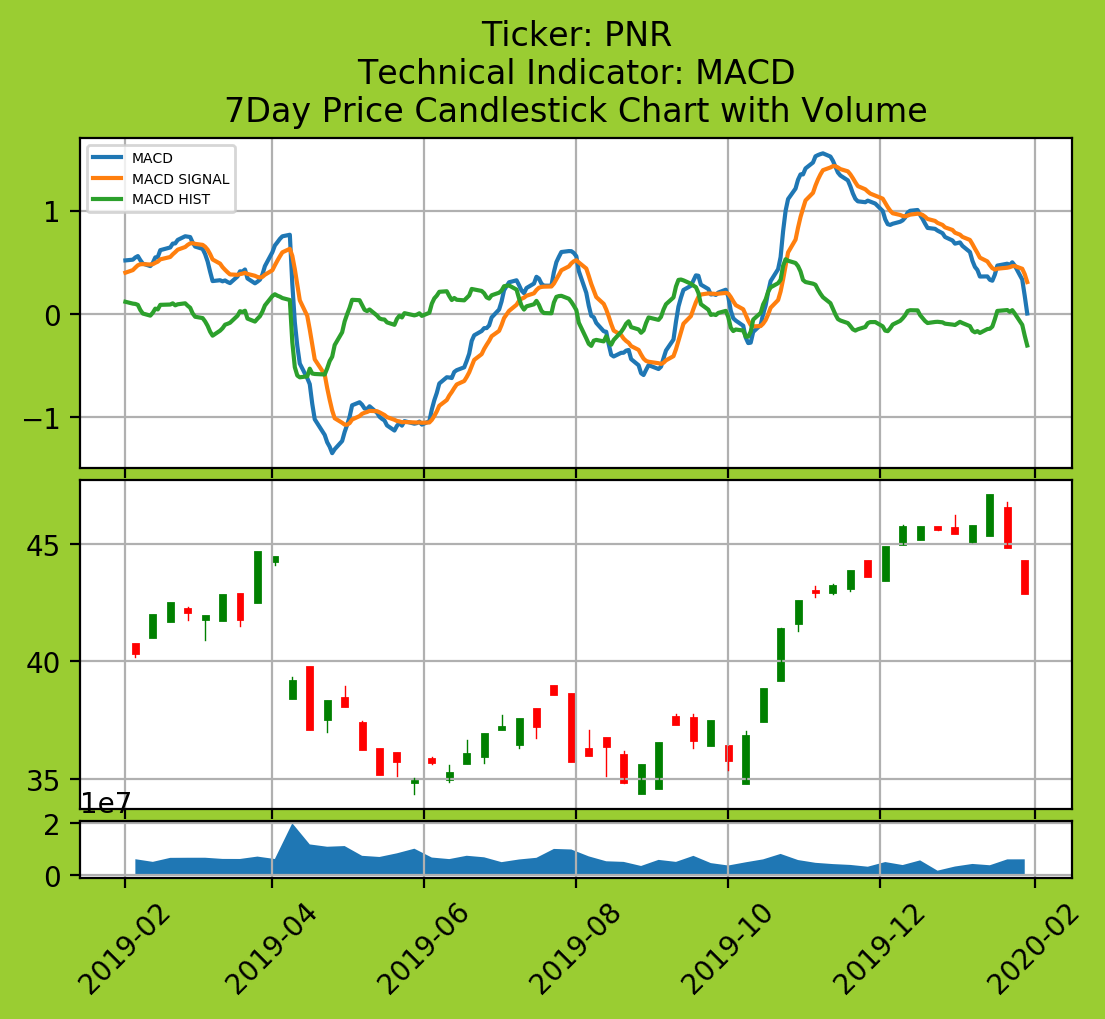 Ticker: PNR
Technical Indicator: MACD
7Day Price Candlestick Chart with Volume
MACD
MACD SIGNAL
MACD HIST
1
0
−1
45
40
35
1e7
2
0
2019-02
2019-04
2019-06
2019-08
2019-10
2019-12
2020-02